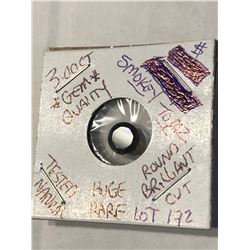 3.00CT
*GEM*
QUALITY
SMOKEY TOPAZ
$
ROUND
BRILLIANT
CUT
TESTED
NATURAL
HUGE
RARE
LOT 172